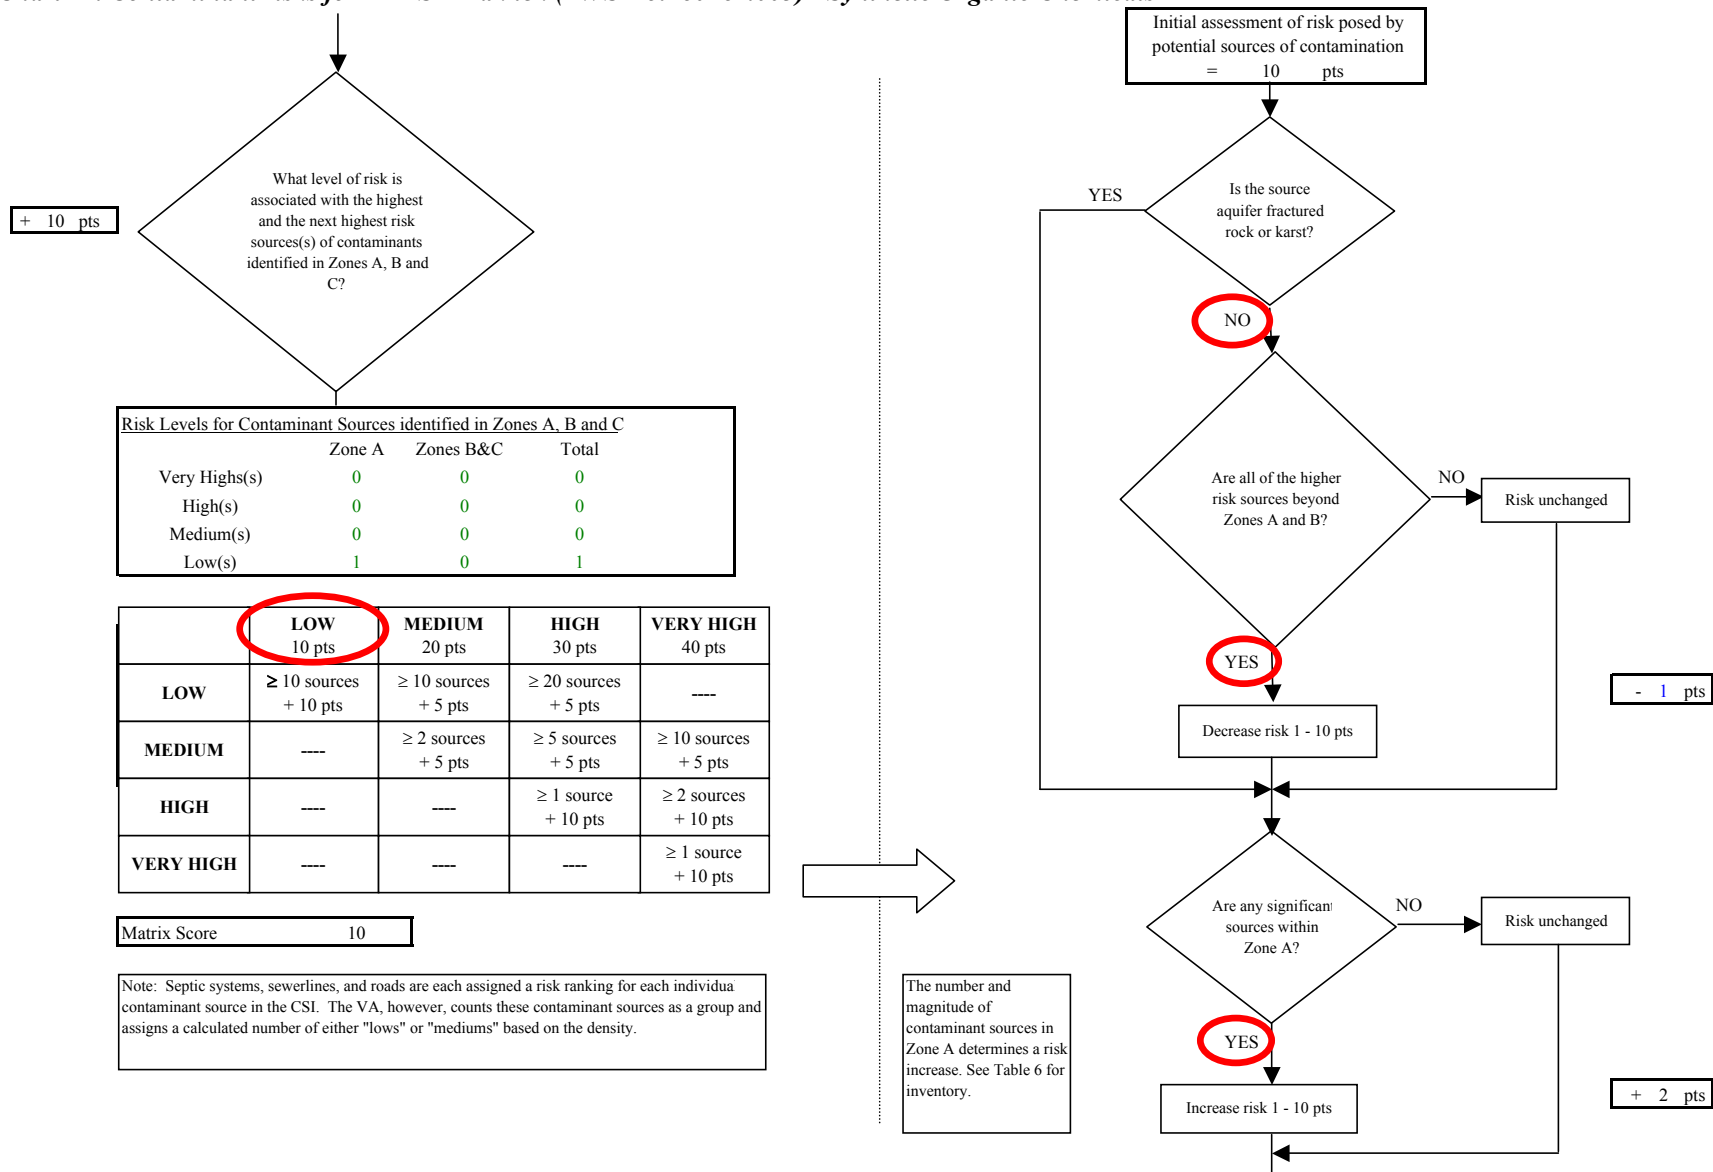 Initial assessment of risk posed by
potential sources of contamination
= 10 pts
What level of risk is
associated with the highest
and the next highest risk
sources(s) of contaminants
identified in Zones A, B and
C?
+ 10 pts
Risk Levels for Contaminant Sources identified in Zones A, B and C
Zone A Zones B&C Total
Very Highs(s) 0 0 0
High(s) 0 0 0
Medium(s) 0 0 0
Low(s) 1 0 1
LOW MEDIUM HIGH VERY HIGH
10 pts 20 pts 30 pts 40 pts
LOW ≥ 10 sources ≥ 10 sources ≥ 20 sources ----
+ 10 pts + 5 pts + 5 pts
MEDIUM ---- ≥ 2 sources ≥ 5 sources ≥ 10 sources
+ 5 pts + 5 pts + 5 pts
HIGH ---- ---- ≥ 1 source ≥ 2 sources
+ 10 pts + 10 pts
VERY HIGH ---- ---- ---- ≥ 1 source
+ 10 pts
Matrix Score 10
Note: Septic systems, sewerlines, and roads are each assigned a risk ranking for each individua
contaminant source in the CSI. The VA, however, counts these contaminant sources as a group and
assigns a calculated number of either "lows" or "mediums" based on the density.
Is the source
aquifer fractured
rock or karst?
YES
NO
Are all of the higher
risk sources beyond
Zones A and B?
NO
Risk unchanged
YES
- 1 pts
Decrease risk 1 - 10 pts
Are any significant
sources within
Zone A?
NO
Risk unchanged
The number and
magnitude of
contaminant sources in
Zone A determines a risk
increase. See Table 6 for
inventory.
YES
+ 2 pts
Increase risk 1 - 10 pts